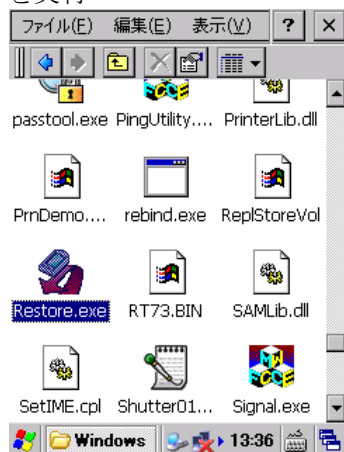 ファイル(F) 編集(E) 表示(V) ? ×
passtool.exe PingUtility.... PrinterLib.dll
PrnDemo.... rebind.exe ReplStoreVol
Restore.exe RT73.BIN SAMLib.dll
SetIME.cpl Shutter01... Signal.exe
Windows 13:36